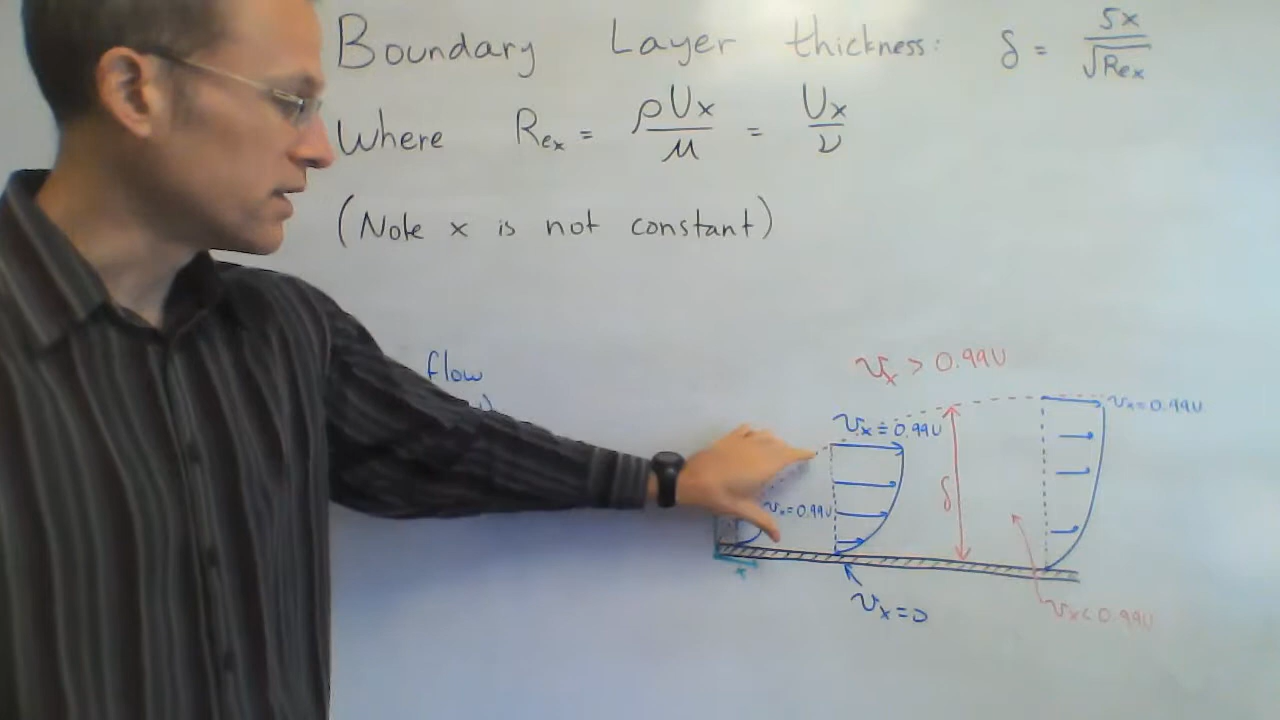 Boundary Layer thickness: δ = 5x / √Rex
Where Rex = ρUx / μ = Ux / ν
(Note x is not constant)
flow
vx > 0.99U
vx = 0.99U
vx = 0.99U
δ
vx = 0.99U
x
vx = 0
vx < 0.99U